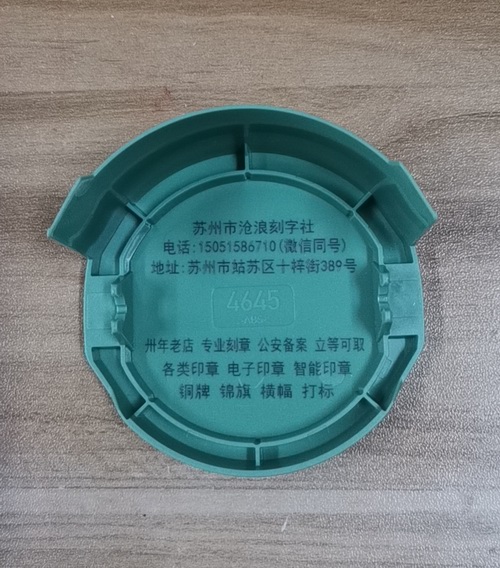 苏州市沧浪刻字社
电话:15051586710(微信同号)
地址:苏州市姑苏区十梓街389号
4645
卅年老店 专业刻章 公安备案 立等可取
各类印章 电子印章 智能印章
铜牌 锦旗 横幅 打标